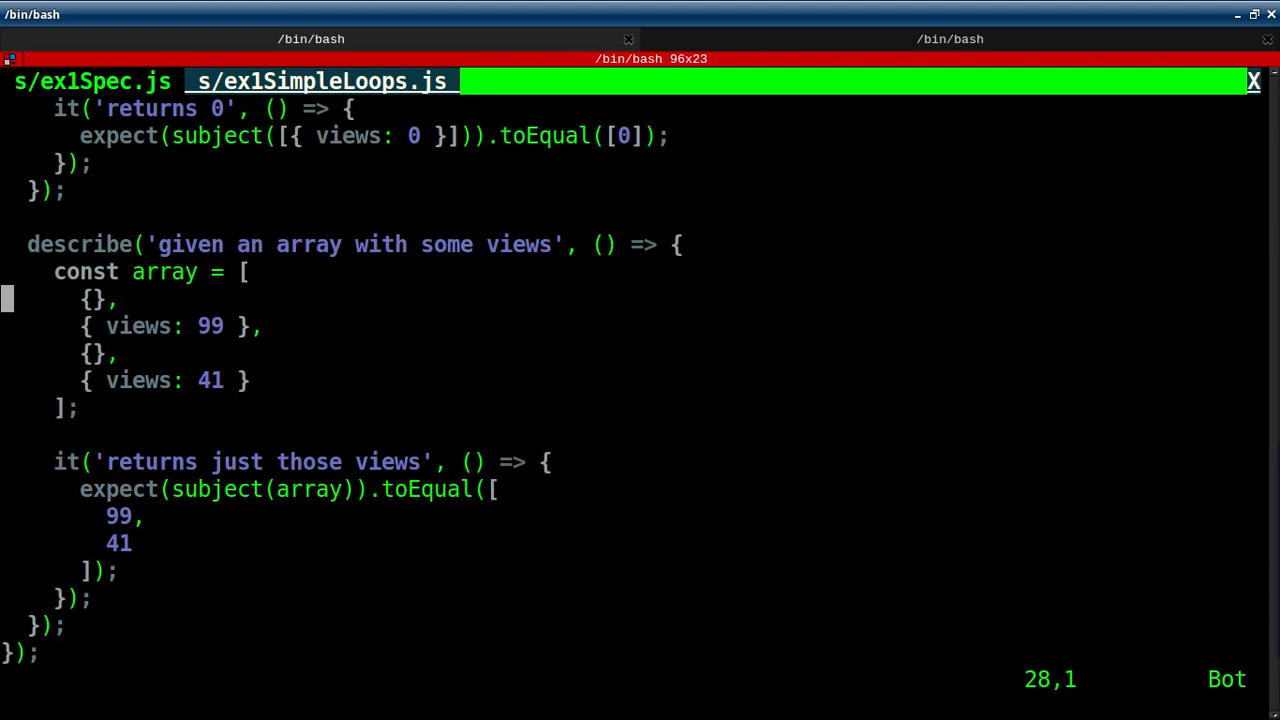 /bin/bash
/bin/bash /bin/bash
/bin/bash 96x23
s/ex1Spec.js s/ex1SimpleLoops.js X
    it('returns 0', () => {
      expect(subject([{ views: 0 }])).toEqual([0]);
    });
  });

  describe('given an array with some views', () => {
    const array = [
      {},
      { views: 99 },
      {},
      { views: 41 }
    ];

    it('returns just those views', () => {
      expect(subject(array)).toEqual([
        99,
        41
      ]);
    });
  });
});
28,1 Bot